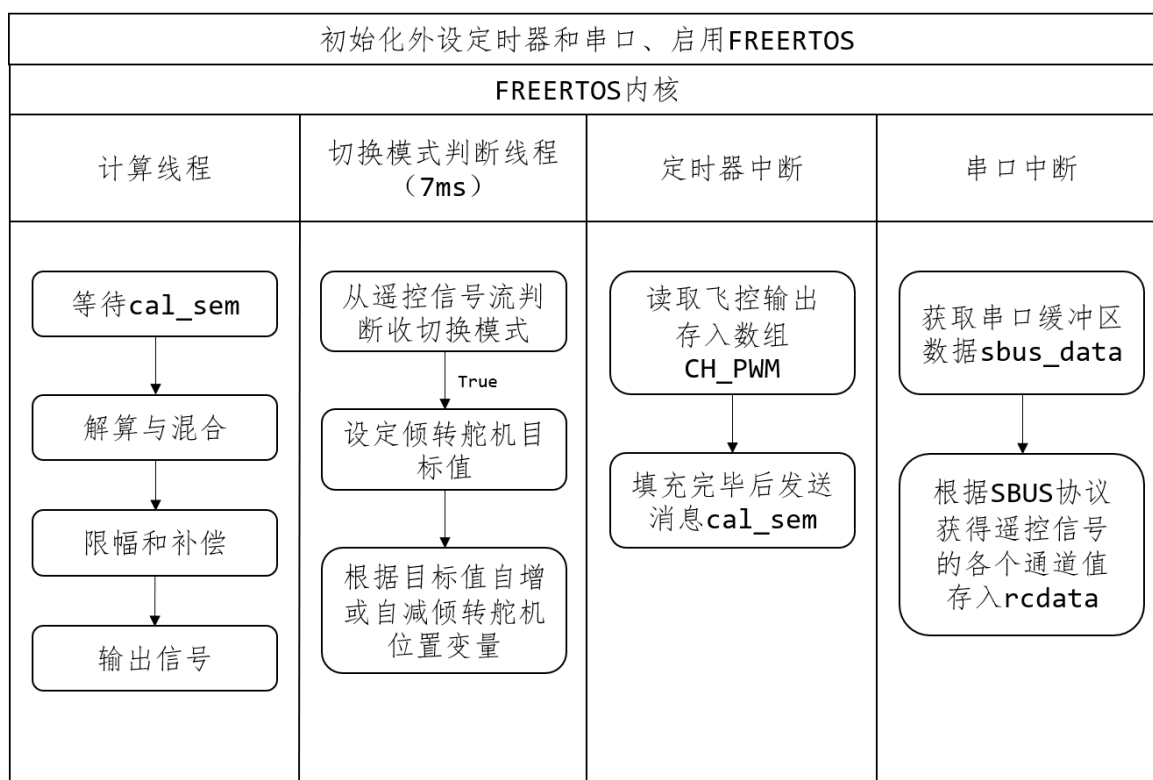 初始化外设定时器和串口、启用FREERTOS
FREERTOS内核
计算线程
切换模式判断线程
（7ms）
定时器中断
串口中断
等待cal_sem
解算与混合
限幅和补偿
输出信号
从遥控信号流判
断收切换模式
True
设定倾转舵机目
标值
根据目标值自增
或自减倾转舵机
位置变量
读取飞控输出
存入数组
CH_PWM
填充完毕后发送
消息cal_sem
获取串口缓冲区
数据sbus_data
根据SBUS协议
获得遥控信号
的各个通道值
存入rcdata